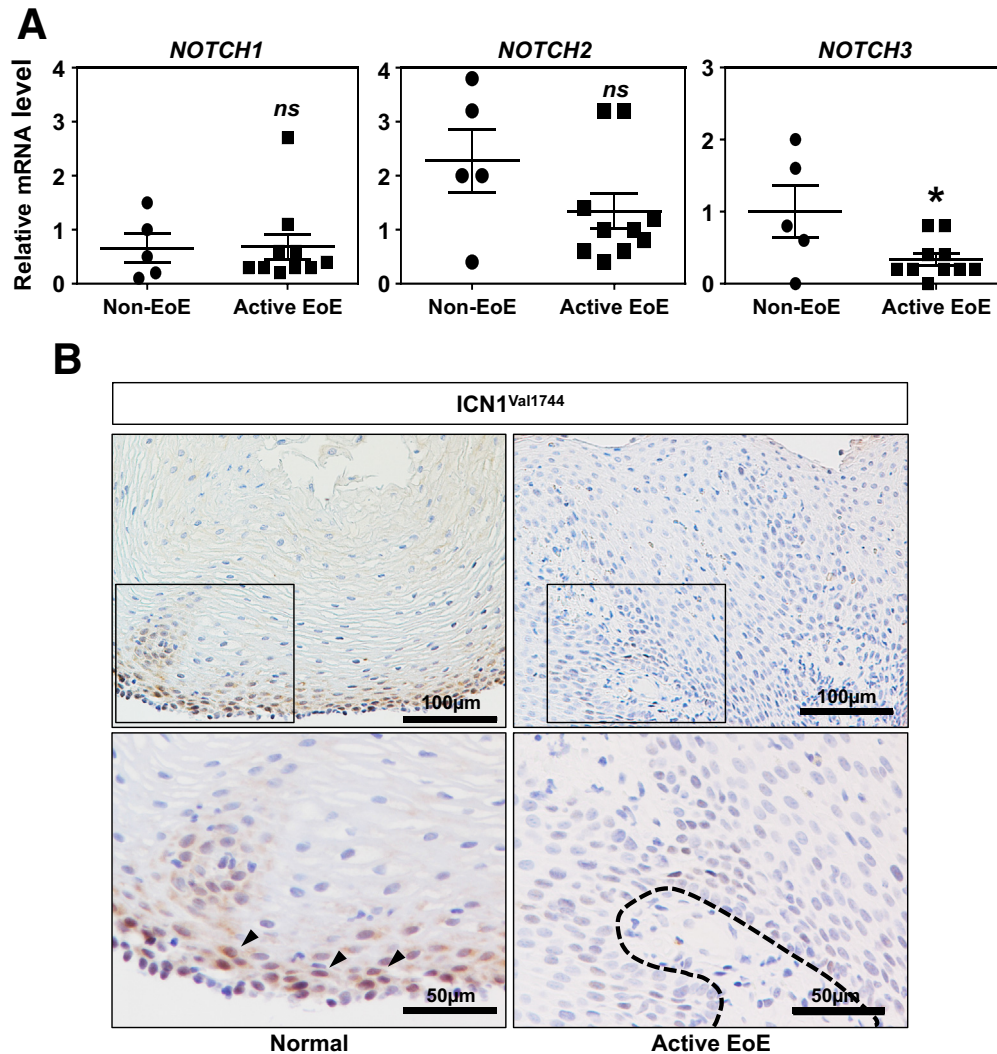 A
NOTCH1 NOTCH2 NOTCH3
Relative mRNA level
4 3 2 1 0
ns
Non-EoE Active EoE
4 3 2 1 0
ns
Non-EoE Active EoE
3 2 1 0
*
Non-EoE Active EoE
B
ICN1Val1744
100µm 100µm
50µm 50µm
Normal Active EoE